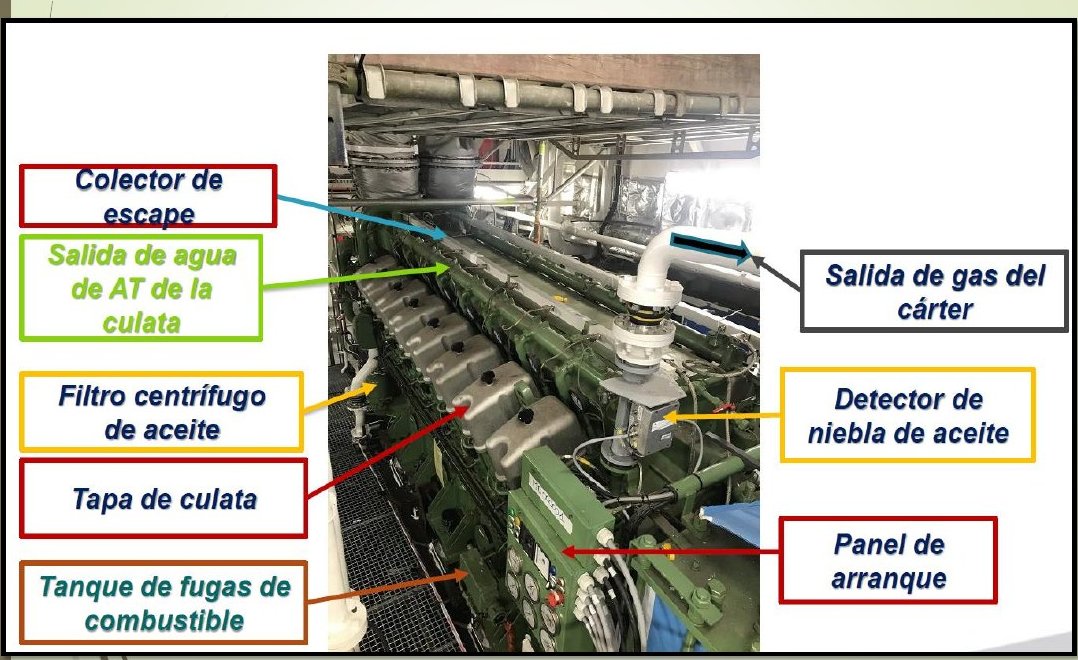 Colector de
escape
Salida de agua
de AT de la
culata
Filtro centrífugo
de aceite
Tapa de culata
Tanque de fugas de
combustible
Salida de gas del
cárter
Detector de
niebla de aceite
Panel de
arranque